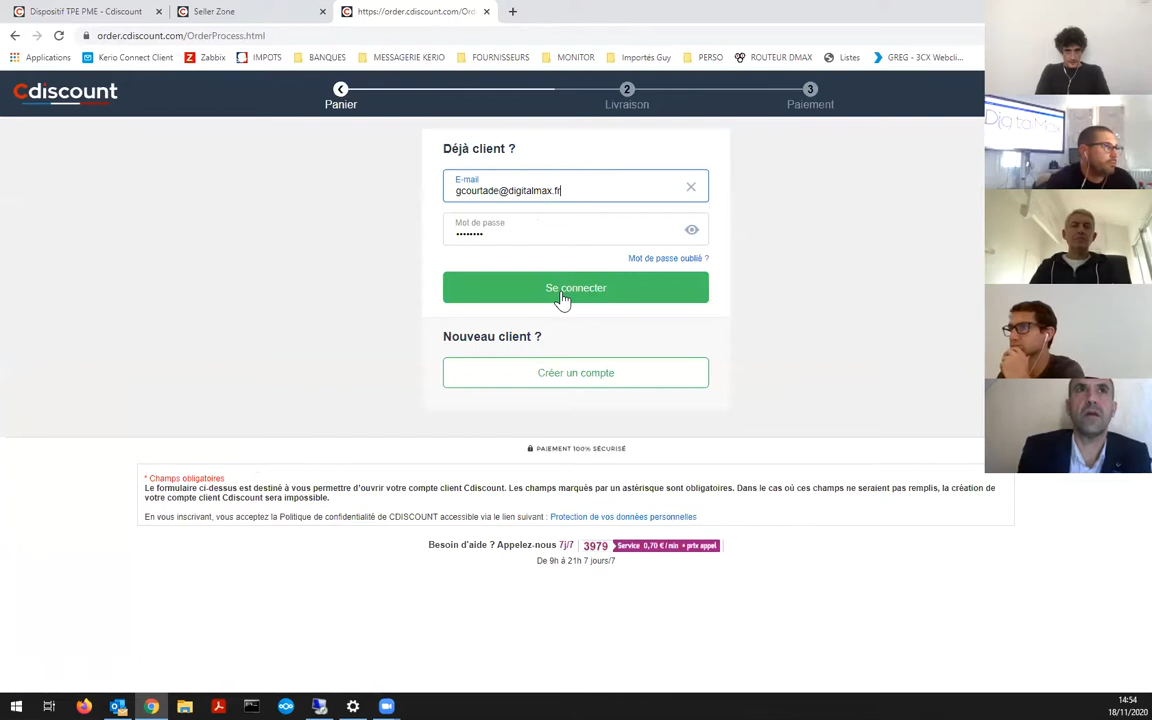 Dispositif TPE PME - Cdiscount
Seller Zone
https://order.cdiscount.com/Ord
order.cdiscount.com/OrderProcess.html
Applications
Kerio Connect Client
Zabbix
IMPOTS
BANQUES
MESSAGERIE KERIO
FOURNISSEURS
MONITOR
Importés Guy
PERSO
ROUTEUR DMAX
Listes
GREG - 3CX Webcli...
Cdiscount
Panier
2
Livraison
3
Paiement
Déjà client ?
E-mail
gcourtade@digitalmax.fr
Mot de passe
••••••••
Mot de passe oublié ?
Se connecter
Nouveau client ?
Créer un compte
PAIEMENT 100% SÉCURISÉ
* Champs obligatoires
Le formulaire ci-dessus est destiné à vous permettre d'ouvrir votre compte client Cdiscount. Les champs marqués par un astérisque sont obligatoires. Dans le cas où ces champs ne seraient pas remplis, la création de
votre compte client Cdiscount sera impossible.
En vous inscrivant, vous acceptez la Politique de confidentialité de CDISCOUNT accessible via le lien suivant : Protection de vos données personnelles
Besoin d'aide ? Appelez-nous 7j/7 3979 Service 0,70 € / min + prix appel
De 9h à 21h 7 jours/7
14:54
18/11/2020